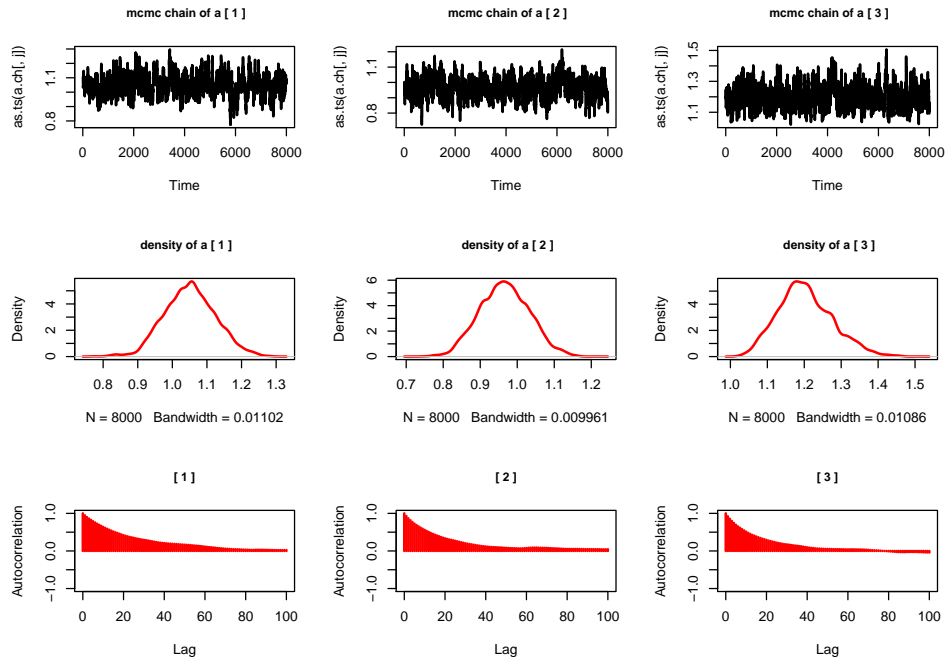 mcmc chain of a [ 1 ]
as.ts(a.ch[, j])
0.8 1.1
0 2000 4000 6000 8000
Time
mcmc chain of a [ 2 ]
as.ts(a.ch[, j])
0.8 1.1
0 2000 4000 6000 8000
Time
mcmc chain of a [ 3 ]
as.ts(a.ch[, j])
1.1 1.3 1.5
0 2000 4000 6000 8000
Time
density of a [ 1 ]
Density
0 2 4
0.8 0.9 1.0 1.1 1.2 1.3
N = 8000 Bandwidth = 0.01102
density of a [ 2 ]
Density
0 2 4 6
0.7 0.8 0.9 1.0 1.1 1.2
N = 8000 Bandwidth = 0.009961
density of a [ 3 ]
Density
0 2 4
1.0 1.1 1.2 1.3 1.4 1.5
N = 8000 Bandwidth = 0.01086
[ 1 ]
Autocorrelation
−1.0 0.0 1.0
0 20 40 60 80 100
Lag
[ 2 ]
Autocorrelation
−1.0 0.0 1.0
0 20 40 60 80 100
Lag
[ 3 ]
Autocorrelation
−1.0 0.0 1.0
0 20 40 60 80 100
Lag